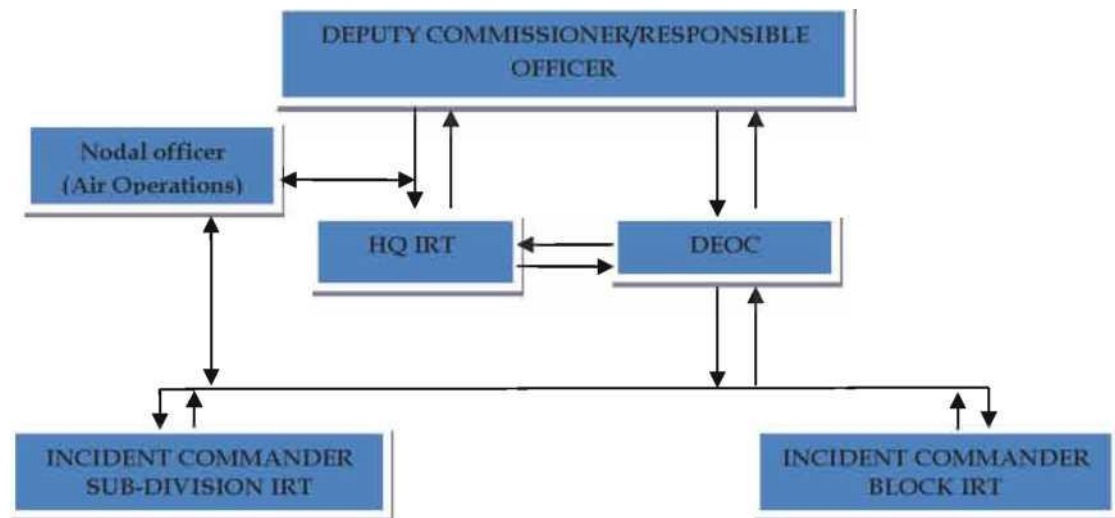 DEPUTY COMMISSIONER/RESPONSIBLE
OFFICER
Nodal officer
(Air Operations)
HQ IRT
DEOC
INCIDENT COMMANDER
SUB-DIVISION IRT
INCIDENT COMMANDER
BLOCK IRT